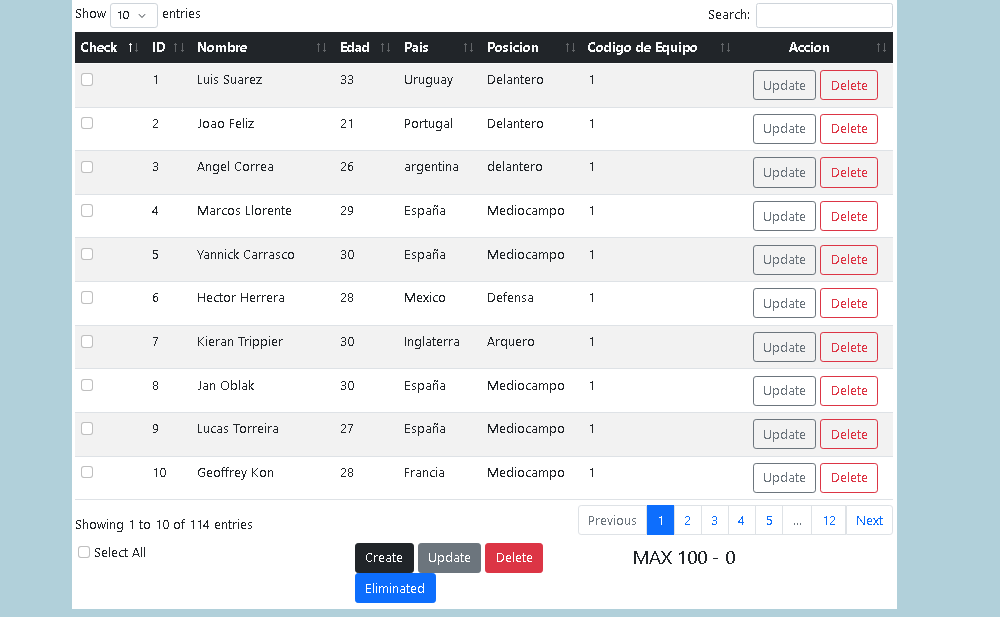 Show 10 entries Search:
Check ID Nombre Edad Pais Posicion Codigo de Equipo Accion
1 Luis Suarez 33 Uruguay Delantero 1 Update Delete
2 Joao Feliz 21 Portugal Delantero 1 Update Delete
3 Angel Correa 26 argentina delantero 1 Update Delete
4 Marcos Llorente 29 España Mediocampo 1 Update Delete
5 Yannick Carrasco 30 España Mediocampo 1 Update Delete
6 Hector Herrera 28 Mexico Defensa 1 Update Delete
7 Kieran Trippier 30 Inglaterra Arquero 1 Update Delete
8 Jan Oblak 30 España Mediocampo 1 Update Delete
9 Lucas Torreira 27 España Mediocampo 1 Update Delete
10 Geoffrey Kon 28 Francia Mediocampo 1 Update Delete
Showing 1 to 10 of 114 entries Previous 1 2 3 4 5 ... 12 Next
Select All Create Update Delete MAX 100 - 0
Eliminated